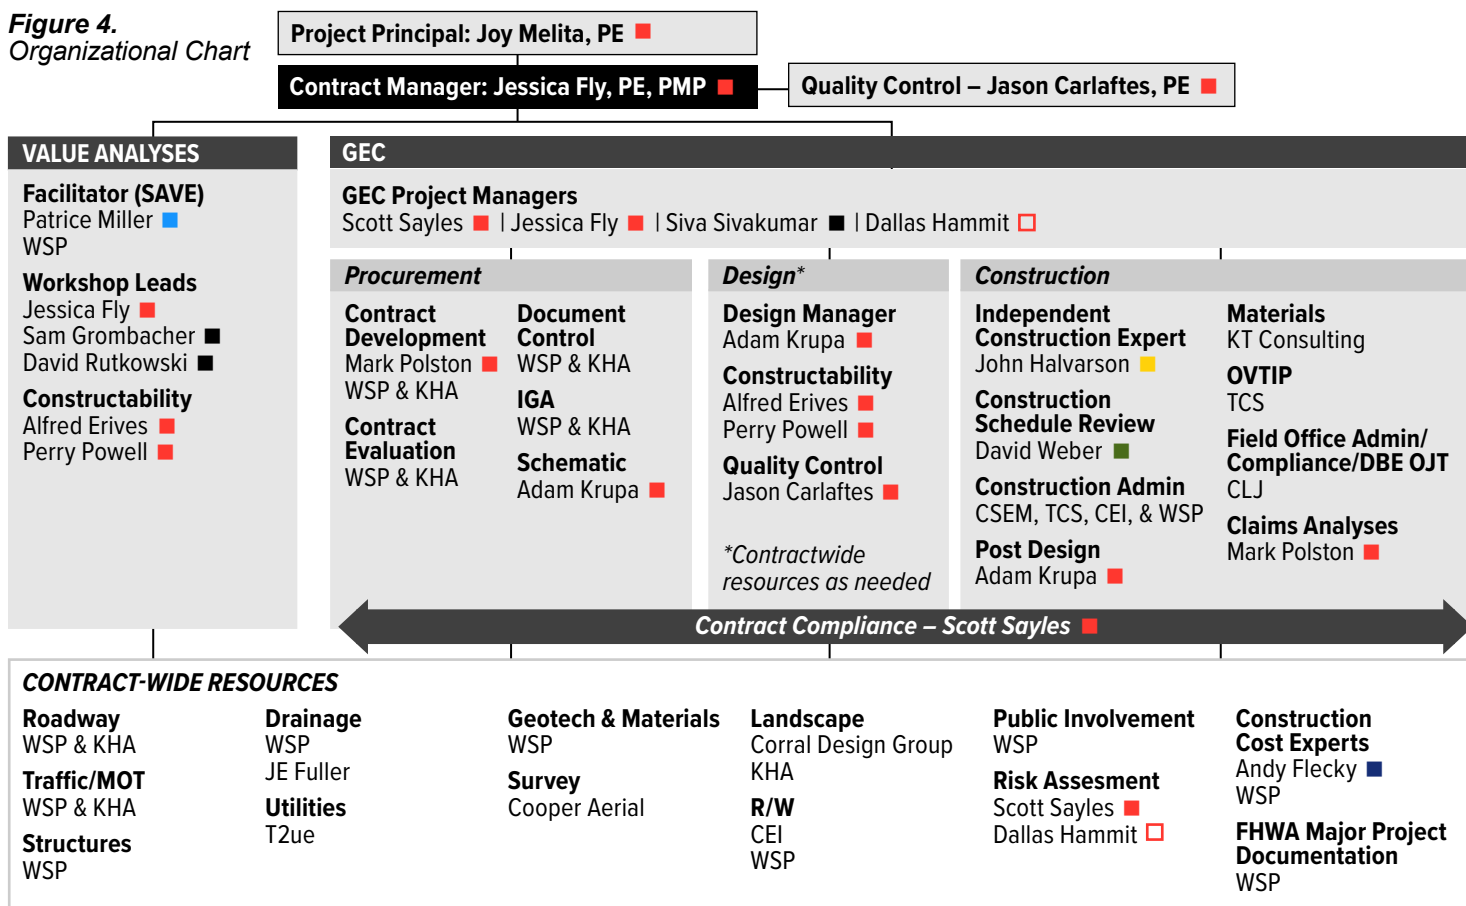 Figure 4.
Organizational Chart
Project Principal: Joy Melita, PE
Contract Manager: Jessica Fly, PE, PMP
Quality Control – Jason Carlaftes, PE
VALUE ANALYSES
Facilitator (SAVE)
Patrice Miller
WSP
Workshop Leads
Jessica Fly
Sam Grombacher
David Rutkowski
Constructability
Alfred Erives
Perry Powell
GEC
GEC Project Managers
Scott Sayles | Jessica Fly | Siva Sivakumar | Dallas Hammit
Procurement
Contract
Development
Mark Polston
WSP & KHA
Contract
Evaluation
WSP & KHA
Document
Control
WSP & KHA
IGA
WSP & KHA
Schematic
Adam Krupa
Design*
Design Manager
Adam Krupa
Constructability
Alfred Erives
Perry Powell
Quality Control
Jason Carlaftes
*Contractwide
resources as needed
Construction
Independent
Construction Expert
John Halvarson
Construction
Schedule Review
David Weber
Construction Admin
CSEM, TCS, CEI, & WSP
Post Design
Adam Krupa
Materials
KT Consulting
OVTIP
TCS
Field Office Admin/
Compliance/DBE OJT
CLJ
Claims Analyses
Mark Polston
Contract Compliance – Scott Sayles
CONTRACT-WIDE RESOURCES
Roadway
WSP & KHA
Traffic/MOT
WSP & KHA
Structures
WSP
Drainage
WSP
JE Fuller
Utilities
T2ue
Geotech & Materials
WSP
Survey
Cooper Aerial
Landscape
Corral Design Group
KHA
R/W
CEI
WSP
Public Involvement
WSP
Risk Assesment
Scott Sayles
Dallas Hammit
Construction
Cost Experts
Andy Flecky
WSP
FHWA Major Project
Documentation
WSP